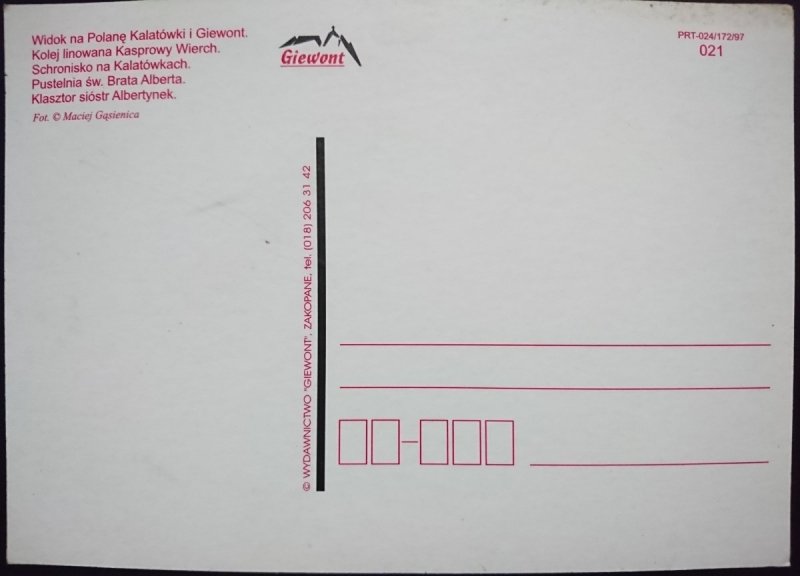 Widok na Polanę Kalatówki i Giewont.
Kolej linowana Kasprowy Wierch.
Schronisko na Kalatówkach.
Pustelnia św. Brata Alberta.
Klasztor sióstr Albertynek.
Fot. © Maciej Gąsienica
Giewont
PRT-024/172/97
021
© WYDAWNICTWO "GIEWONT", ZAKOPANE, tel. (018) 206 31 42